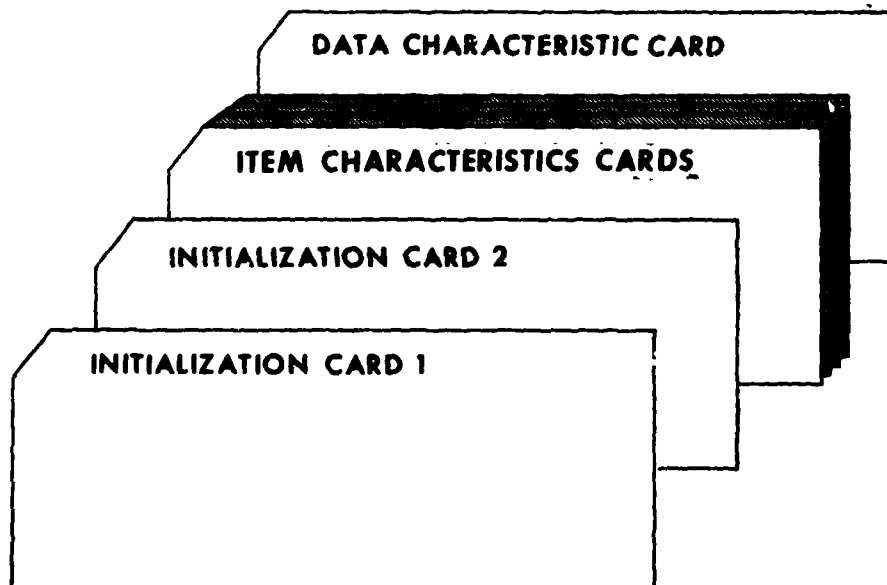 DATA CHARACTERISTIC CARD
ITEM CHARACTERISTICS CARDS
INITIALIZATION CARD 2
INITIALIZATION CARD 1